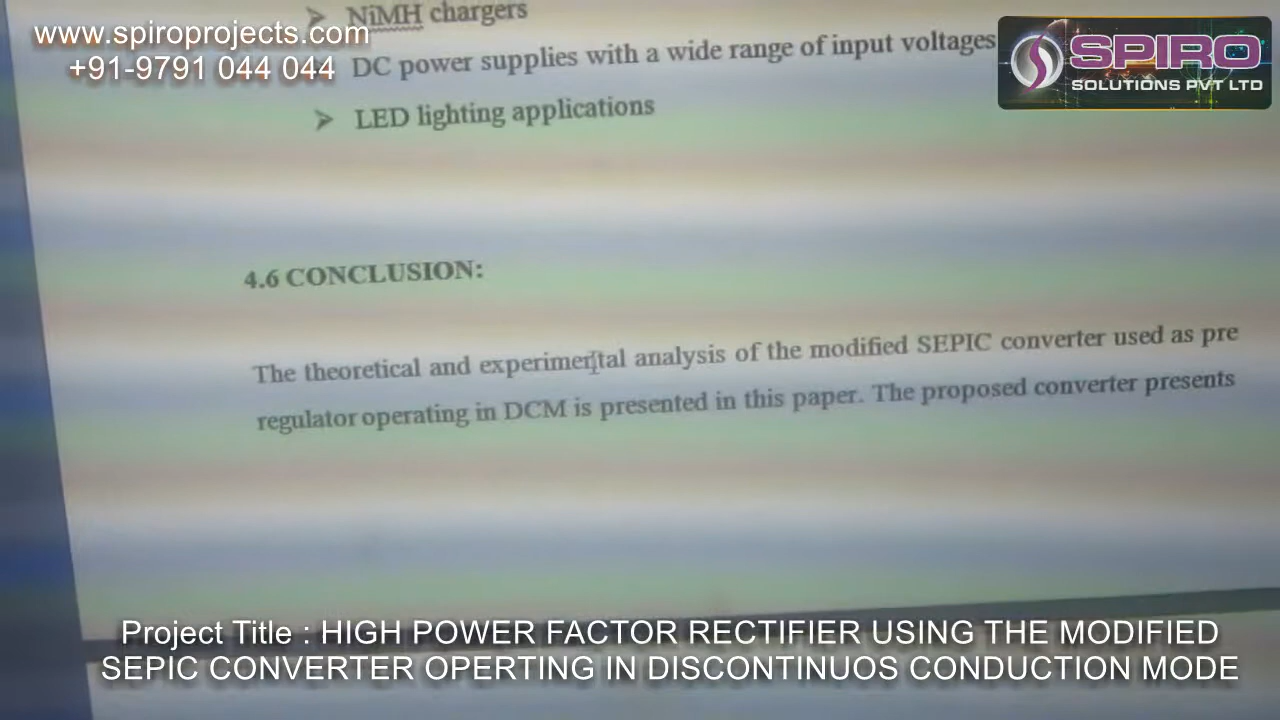 ➢ NiMH chargers
www.spiroprojects.com
+91-9791 044 044
DC power supplies with a wide range of input voltages
SPIRO
SOLUTIONS PVT LTD
➢ LED lighting applications
4.6 CONCLUSION:
The theoretical and experimental analysis of the modified SEPIC converter used as pre
regulator operating in DCM is presented in this paper. The proposed converter presents
Project Title : HIGH POWER FACTOR RECTIFIER USING THE MODIFIED
SEPIC CONVERTER OPERTING IN DISCONTINUOS CONDUCTION MODE